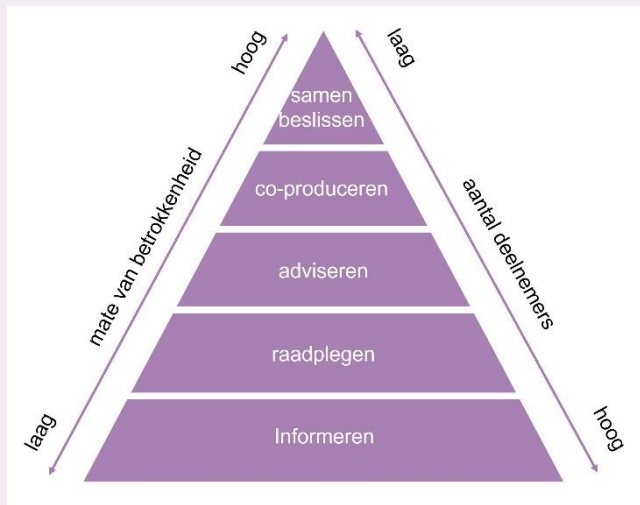 hoog
laag
samen
beslissen
co-produceren
mate van betrokkenheid
aantal deelnemers
adviseren
raadplegen
Informeren
laag
hoog